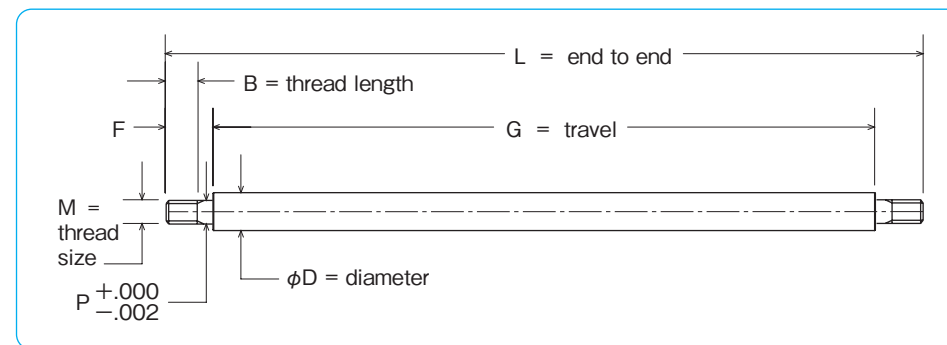 L = end to end
B = thread length
F
G = travel
M =
thread
size
φD = diameter
P +.000
−.002